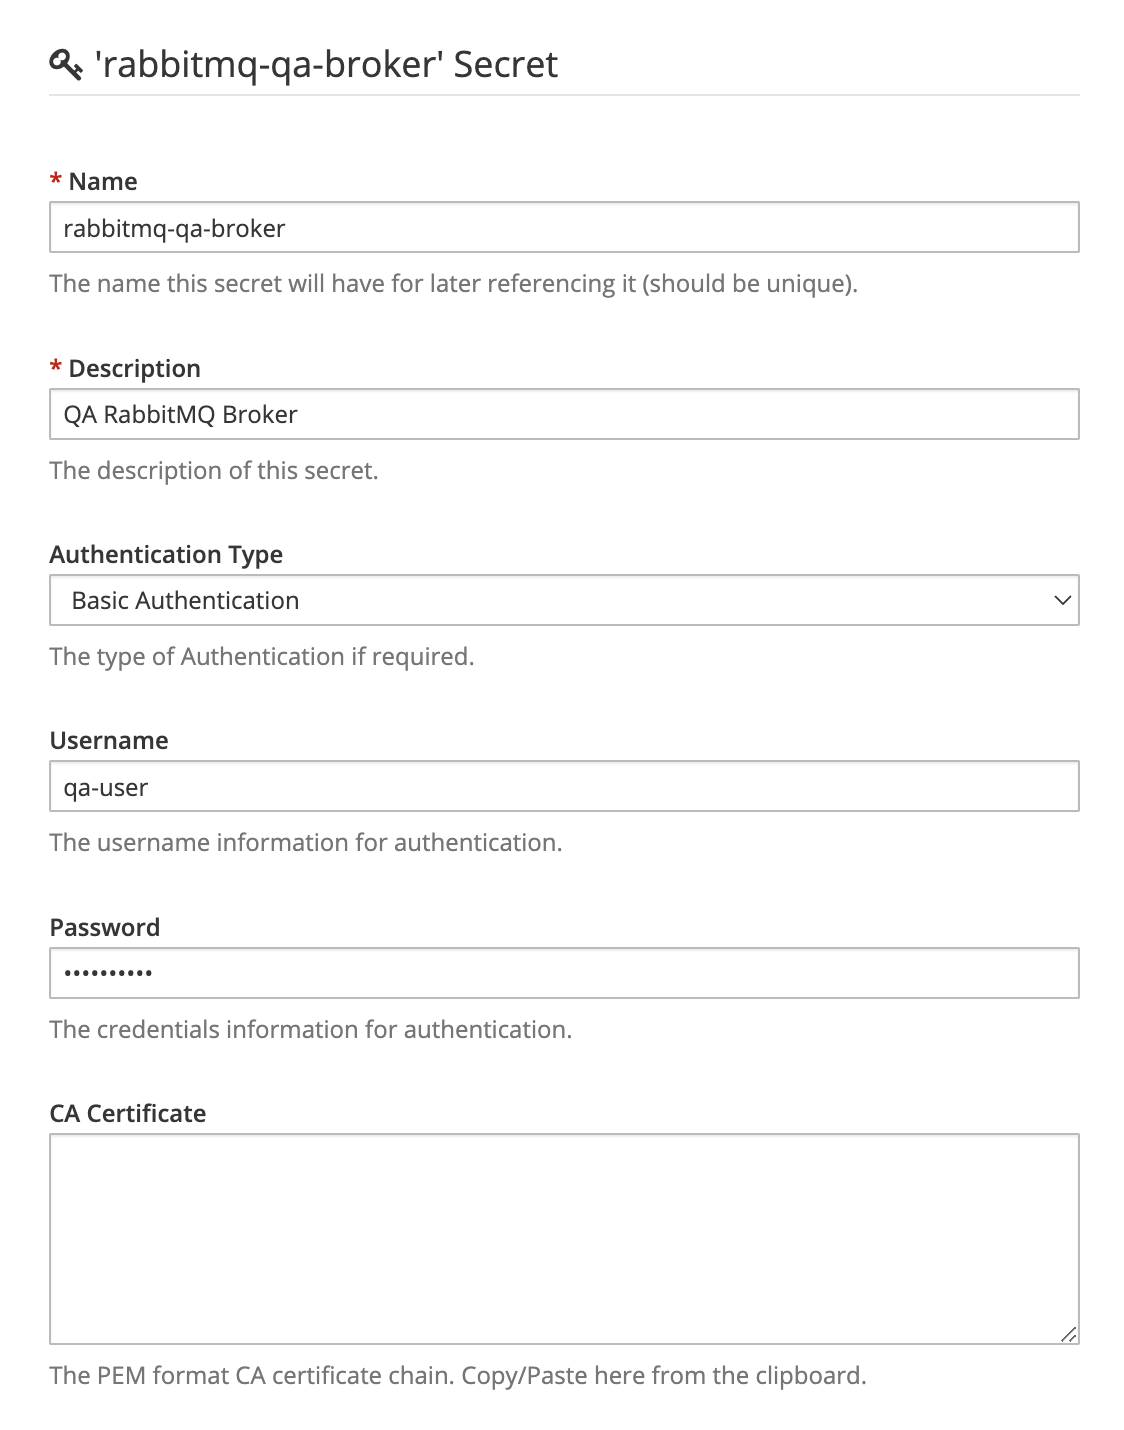 'rabbitmq-qa-broker' Secret
* Name
rabbitmq-qa-broker
The name this secret will have for later referencing it (should be unique).
* Description
QA RabbitMQ Broker
The description of this secret.
Authentication Type
Basic Authentication
The type of Authentication if required.
Username
qa-user
The username information for authentication.
Password
••••••••••
The credentials information for authentication.
CA Certificate
The PEM format CA certificate chain. Copy/Paste here from the clipboard.